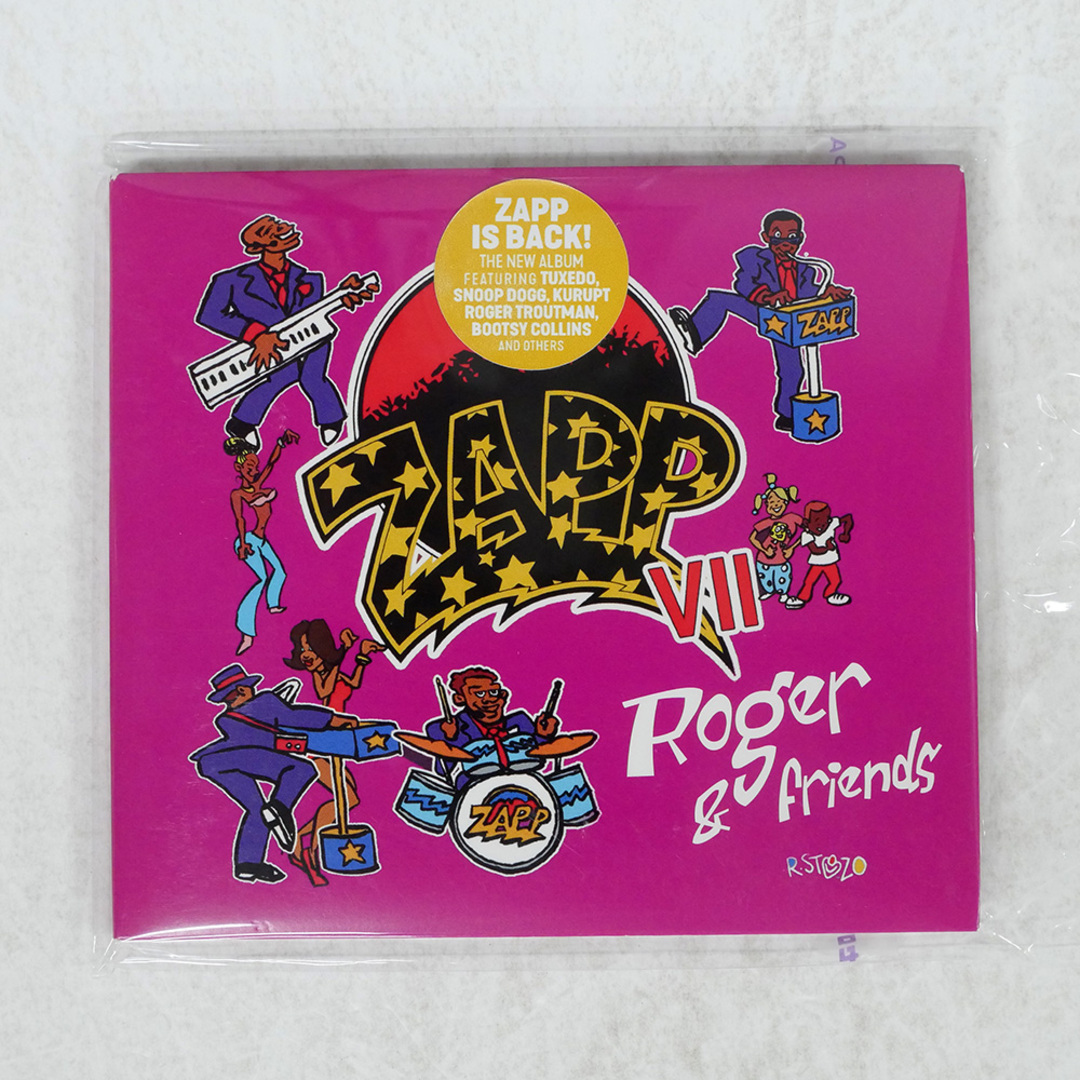 ZAPP
IS BACK!
THE NEW ALBUM
FEATURING TUXEDO,
SNOOP DOGG, KURUPT
ROGER TROUTMAN,
BOOTSY COLLINS
AND OTHERS
ZAPP
ZAPP
VII
Roger
& friends
ZAPP
R.STOZO